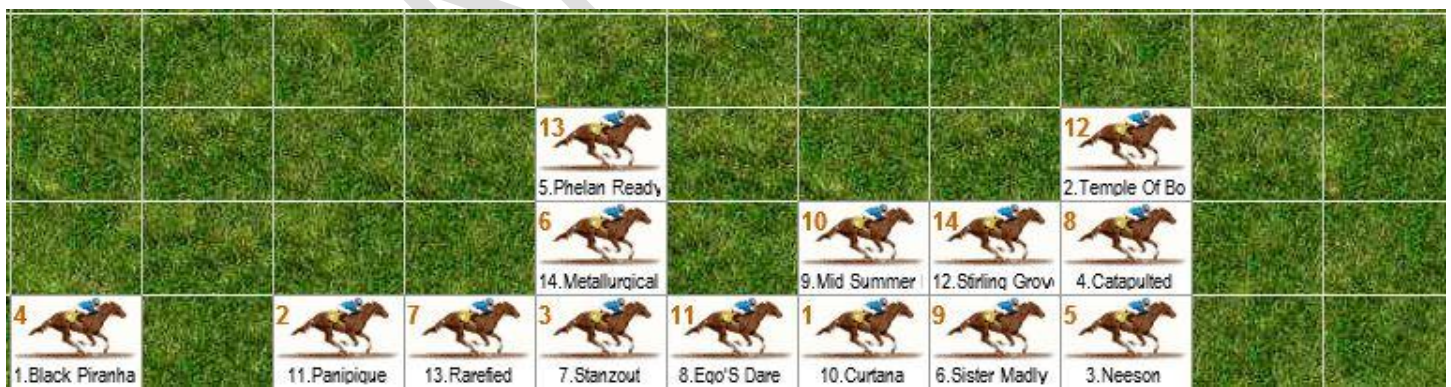 13
12
5.Phelan Ready
2.Temple Of Bo
6
10
14
8
14.Metallurgical
9.Mid Summer
12.Stirling Grov
4.Catapulted
4
2
7
3
11
1
9
5
1.Black Piranha
11.Panipique
13.Rarefied
7.Stanzout
8.Ego'S Dare
10.Curtana
6.Sister Madly
3.Neeson